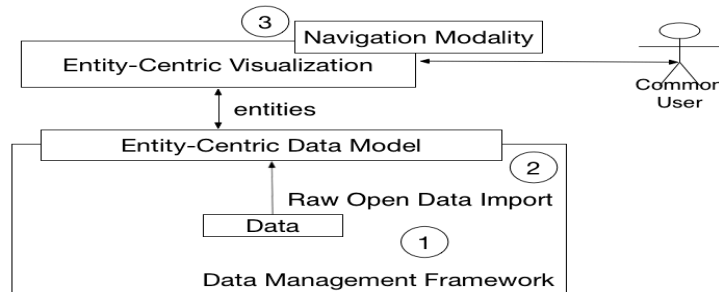 3
Navigation Modality
Entity-Centric Visualization
Common
User
entities
Entity-Centric Data Model
2
Raw Open Data Import
Data
1
Data Management Framework